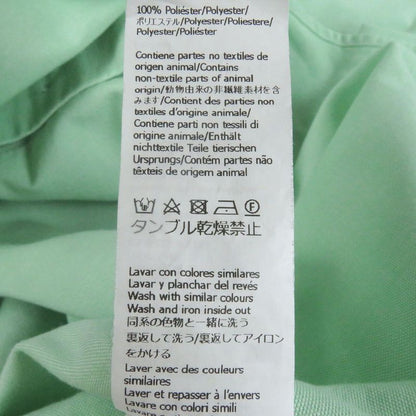 100% Poliéster/Polyester/
ポリエステル/Polyester/Poliestere/
Polyester/Poliéster
Contiene partes no textiles de
origen animal/Contains
non-textile parts of animal
origin/動物由来の非繊維素材を含
みます/Contient des parties non
textiles d'origine animale/
Contiene parti non tessili di
origine animale/Enthält
nichttextile Teile tierischen
Ursprungs/Contém partes não
têxteis de origem animal
タンブル乾燥禁止
Lavar con colores similares
Lavar y planchar del revés
Wash with similar colours
Wash and iron inside out
同系の色物と一緒に洗う
裏返して洗う/裏返してアイロン
をかける
Laver avec des couleurs
similaires
Laver et repasser à l'envers
Lavare con colori simili